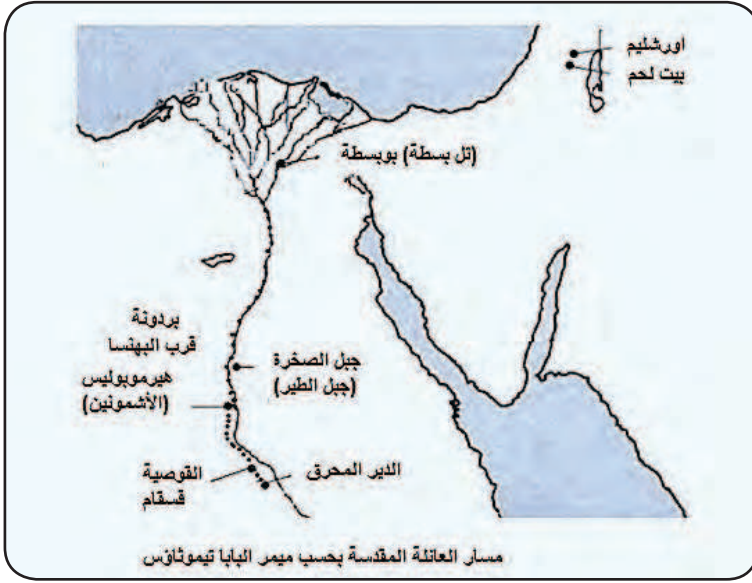 اورشليم
بيت لحم
(تل بسطة) بوبسطة
بردونة
قرب البهنسا
جبل الصخرة
(جبل الطير)
هيرموبوليس
(الأشمونين)
القوصية
قسقام
الدير المحرق
مسار العائلة المقدسة بحسب ميمر البابا تيموثاؤس